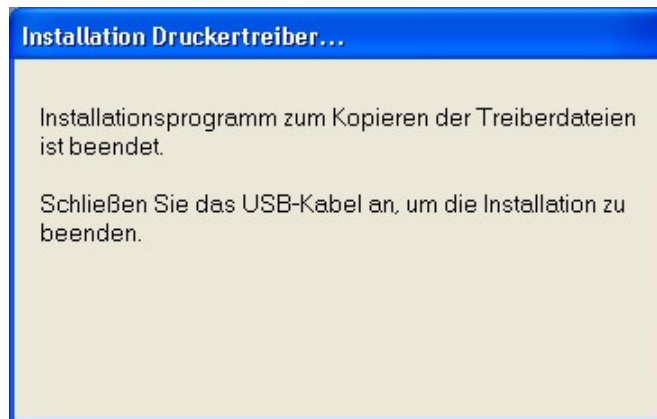 Installation Druckertreiber...
Installationsprogramm zum Kopieren der Treiberdateien
ist beendet.
Schließen Sie das USB-Kabel an, um die Installation zu
beenden.